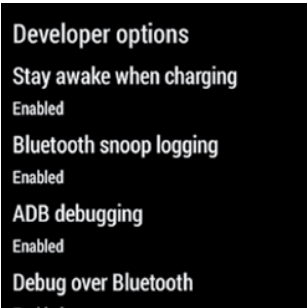 Developer options
Stay awake when charging
Enabled
Bluetooth snoop logging
Enabled
ADB debugging
Enabled
Debug over Bluetooth